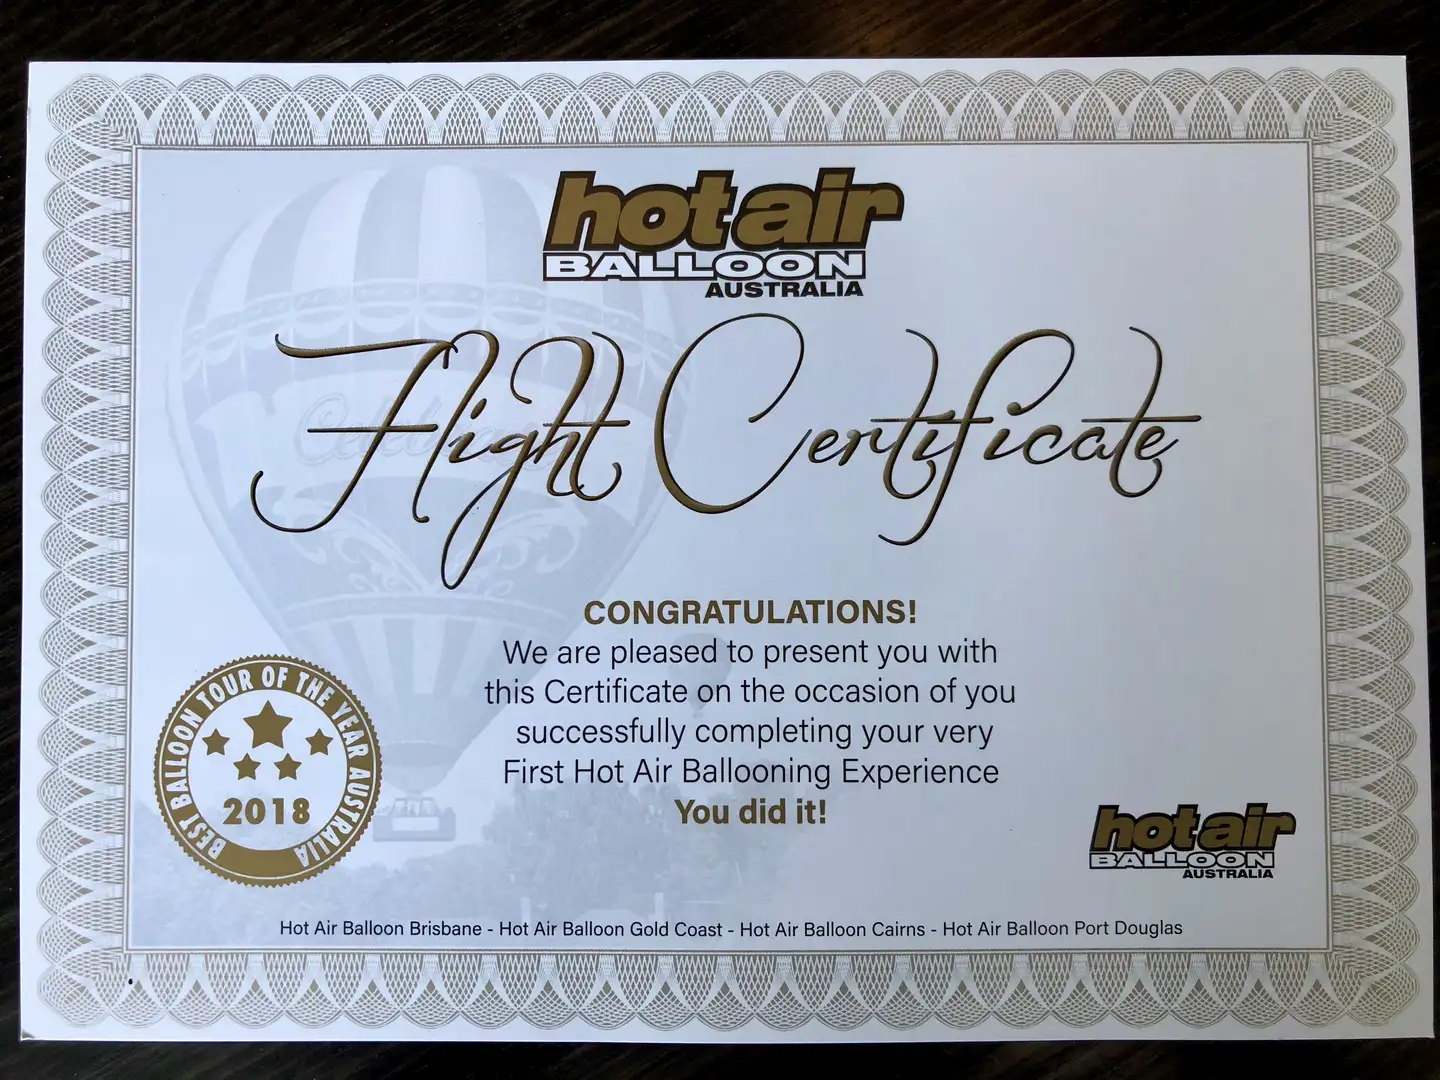 hot air
BALLOON
AUSTRALIA
Flight Certificate
CONGRATULATIONS!
We are pleased to present you with
this Certificate on the occasion of you
successfully completing your very
First Hot Air Ballooning Experience
You did it!
BEST BALLOON TOUR OF THE YEAR AUSTRALIA
2018
hot air
BALLOON
AUSTRALIA
Hot Air Balloon Brisbane - Hot Air Balloon Gold Coast - Hot Air Balloon Cairns - Hot Air Balloon Port Douglas